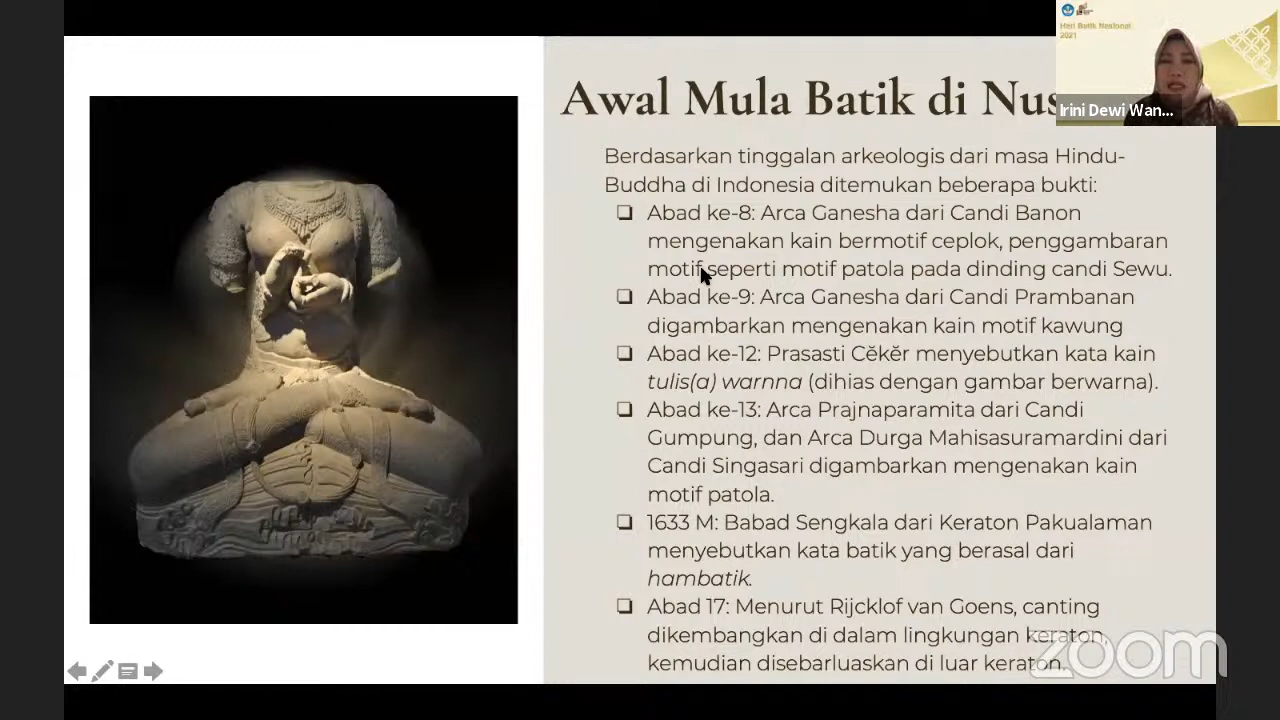 Hari Batik Nasional
2021
Irini Dewi Wan...
Awal Mula Batik di Nus
Berdasarkan tinggalan arkeologis dari masa Hindu-
Buddha di Indonesia ditemukan beberapa bukti:
❑ Abad ke-8: Arca Ganesha dari Candi Banon
mengenakan kain bermotif ceplok, penggambaran
motif seperti motif patola pada dinding candi Sewu.
❑ Abad ke-9: Arca Ganesha dari Candi Prambanan
digambarkan mengenakan kain motif kawung
❑ Abad ke-12: Prasasti Cĕkĕr menyebutkan kata kain
tulis(a) warnna (dihias dengan gambar berwarna).
❑ Abad ke-13: Arca Prajnaparamita dari Candi
Gumpung, dan Arca Durga Mahisasuramardini dari
Candi Singasari digambarkan mengenakan kain
motif patola.
❑ 1633 M: Babad Sengkala dari Keraton Pakualaman
menyebutkan kata batik yang berasal dari
hambatik.
❑ Abad 17: Menurut Rijcklof van Goens, canting
dikembangkan di dalam lingkungan keraton,
kemudian disebarluaskan di luar keraton.
zoom